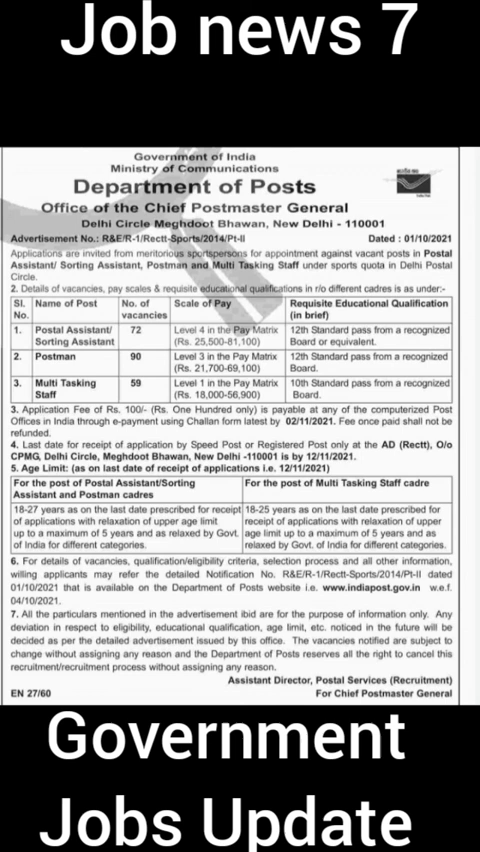 Job news 7
Government of India
Ministry of Communications
Department of Posts
Office of the Chief Postmaster General
Delhi Circle Meghdoot Bhawan, New Delhi - 110001
Advertisement No.: R&E/R-1/Rectt-Sports/2014/Pt-II Dated : 01/10/2021
Applications are invited from meritorious sportspersons for appointment against vacant posts in Postal
Assistant/ Sorting Assistant, Postman and Multi Tasking Staff under sports quota in Delhi Postal
Circle.
2. Details of vacancies, pay scales & requisite educational qualifications in r/o different cadres is as under:-
Sl. Name of Post No. of Scale of Pay Requisite Educational Qualification
No. vacancies (in brief)
1. Postal Assistant/ 72 Level 4 in the Pay Matrix 12th Standard pass from a recognized
Sorting Assistant (Rs. 25,500-81,100) Board or equivalent.
2. Postman 90 Level 3 in the Pay Matrix 12th Standard pass from a recognized
(Rs. 21,700-69,100) Board.
3. Multi Tasking 59 Level 1 in the Pay Matrix 10th Standard pass from a recognized
Staff (Rs. 18,000-56,900) Board.
3. Application Fee of Rs. 100/- (Rs. One Hundred only) is payable at any of the computerized Post
Offices in India through e-payment using Challan form latest by 02/11/2021. Fee once paid shall not be
refunded.
4. Last date for receipt of application by Speed Post or Registered Post only at the AD (Rectt), O/o
CPMG, Delhi Circle, Meghdoot Bhawan, New Delhi -110001 is by 12/11/2021.
5. Age Limit: (as on last date of receipt of applications i.e. 12/11/2021)
For the post of Postal Assistant/Sorting For the post of Multi Tasking Staff cadre
Assistant and Postman cadres
18-27 years as on the last date prescribed for receipt 18-25 years as on the last date prescribed for
of applications with relaxation of upper age limit receipt of applications with relaxation of upper
up to a maximum of 5 years and as relaxed by Govt. age limit up to a maximum of 5 years and as
of India for different categories. relaxed by Govt. of India for different categories.
6. For details of vacancies, qualification/eligibility criteria, selection process and all other information,
willing applicants may refer the detailed Notification No. R&E/R-1/Rectt-Sports/2014/Pt-II dated
01/10/2021 that is available on the Department of Posts website i.e. www.indiapost.gov.in w.e.f.
04/10/2021.
7. All the particulars mentioned in the advertisement ibid are for the purpose of information only. Any
deviation in respect to eligibility, educational qualification, age limit, etc. noticed in the future will be
decided as per the detailed advertisement issued by this office. The vacancies notified are subject to
change without assigning any reason and the Department of Posts reserves all the right to cancel this
recruitment/recruitment process without assigning any reason.
Assistant Director, Postal Services (Recruitment)
EN 27/60 For Chief Postmaster General
Government
Jobs Update